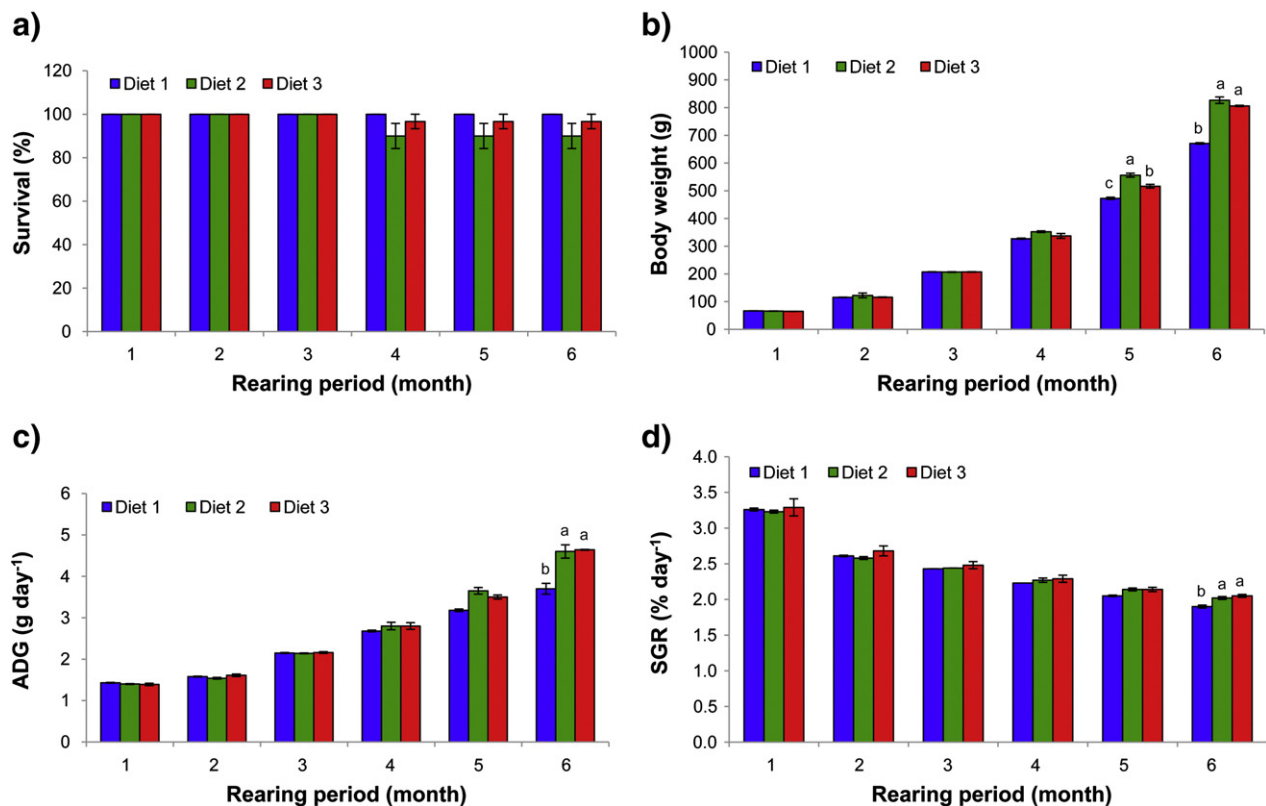 a)
Survival (%)
Diet 1 Diet 2 Diet 3
120
100
80
60
40
20
0
1 2 3 4 5 6
Rearing period (month)
b)
Body weight (g)
Diet 1 Diet 2 Diet 3
1000
900
800
700
600
500
400
300
200
100
0
c a b
b a a
1 2 3 4 5 6
Rearing period (month)
c)
ADG (g day⁻¹)
Diet 1 Diet 2 Diet 3
6
5
4
3
2
1
0
b a a
1 2 3 4 5 6
Rearing period (month)
d)
SGR (% day⁻¹)
Diet 1 Diet 2 Diet 3
4.0
3.5
3.0
2.5
2.0
1.5
1.0
0.5
0.0
b a a
1 2 3 4 5 6
Rearing period (month)